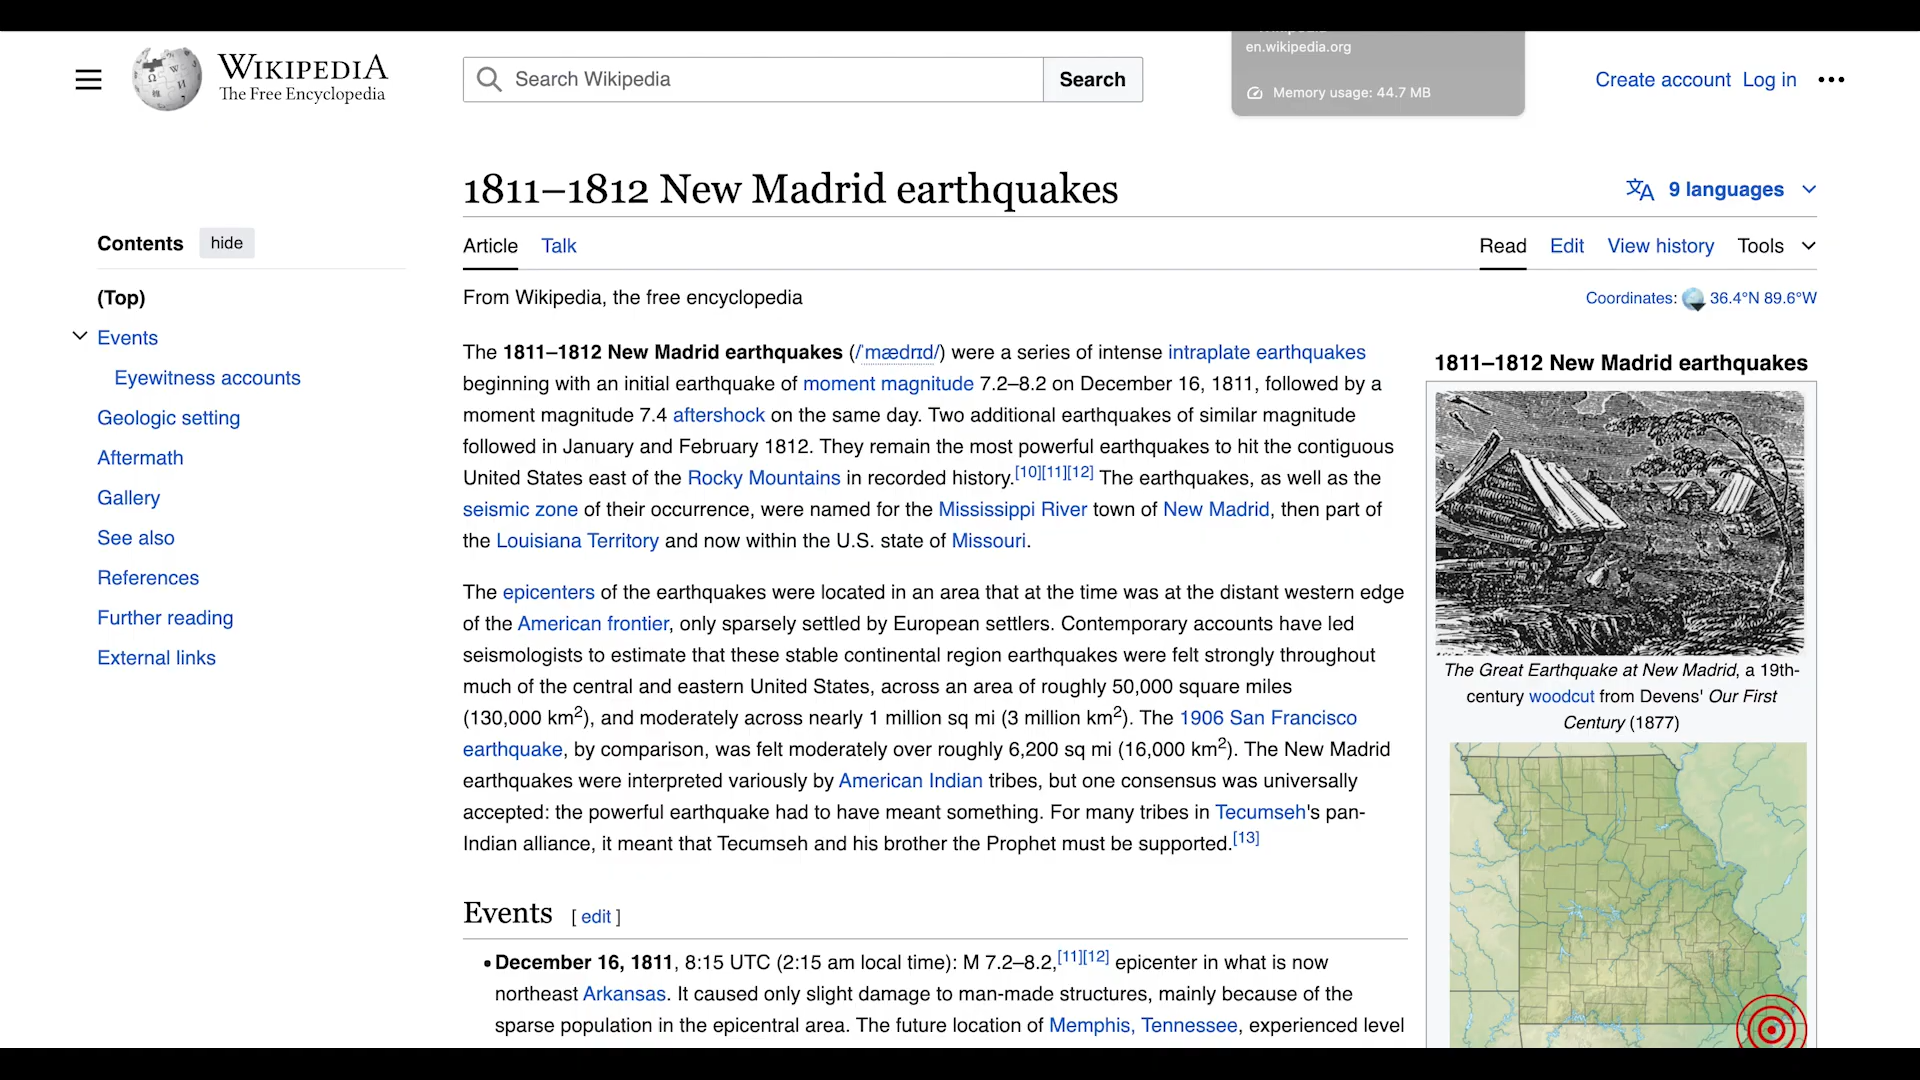 en.wikipedia.org
WIKIPEDIA
The Free Encyclopedia
Search Wikipedia
Search
Memory usage: 44.7 MB
Create account Log in
1811–1812 New Madrid earthquakes
9 languages
Contents hide
Article Talk
Read Edit View history Tools
(Top)
Events
Eyewitness accounts
Geologic setting
Aftermath
Gallery
See also
References
Further reading
External links
From Wikipedia, the free encyclopedia
Coordinates: 36.4°N 89.6°W
The 1811–1812 New Madrid earthquakes (/ˈmædrɪd/) were a series of intense intraplate earthquakes
beginning with an initial earthquake of moment magnitude 7.2–8.2 on December 16, 1811, followed by a
moment magnitude 7.4 aftershock on the same day. Two additional earthquakes of similar magnitude
followed in January and February 1812. They remain the most powerful earthquakes to hit the contiguous
United States east of the Rocky Mountains in recorded history.[10][11][12] The earthquakes, as well as the
seismic zone of their occurrence, were named for the Mississippi River town of New Madrid, then part of
the Louisiana Territory and now within the U.S. state of Missouri.
The epicenters of the earthquakes were located in an area that at the time was at the distant western edge
of the American frontier, only sparsely settled by European settlers. Contemporary accounts have led
seismologists to estimate that these stable continental region earthquakes were felt strongly throughout
much of the central and eastern United States, across an area of roughly 50,000 square miles
(130,000 km²), and moderately across nearly 1 million sq mi (3 million km²). The 1906 San Francisco
earthquake, by comparison, was felt moderately over roughly 6,200 sq mi (16,000 km²). The New Madrid
earthquakes were interpreted variously by American Indian tribes, but one consensus was universally
accepted: the powerful earthquake had to have meant something. For many tribes in Tecumseh's pan-
Indian alliance, it meant that Tecumseh and his brother the Prophet must be supported.[13]
Events [ edit ]
• December 16, 1811, 8:15 UTC (2:15 am local time): M 7.2–8.2,[11][12] epicenter in what is now
northeast Arkansas. It caused only slight damage to man-made structures, mainly because of the
sparse population in the epicentral area. The future location of Memphis, Tennessee, experienced level
1811–1812 New Madrid earthquakes
The Great Earthquake at New Madrid, a 19th-
century woodcut from Devens' Our First
Century (1877)